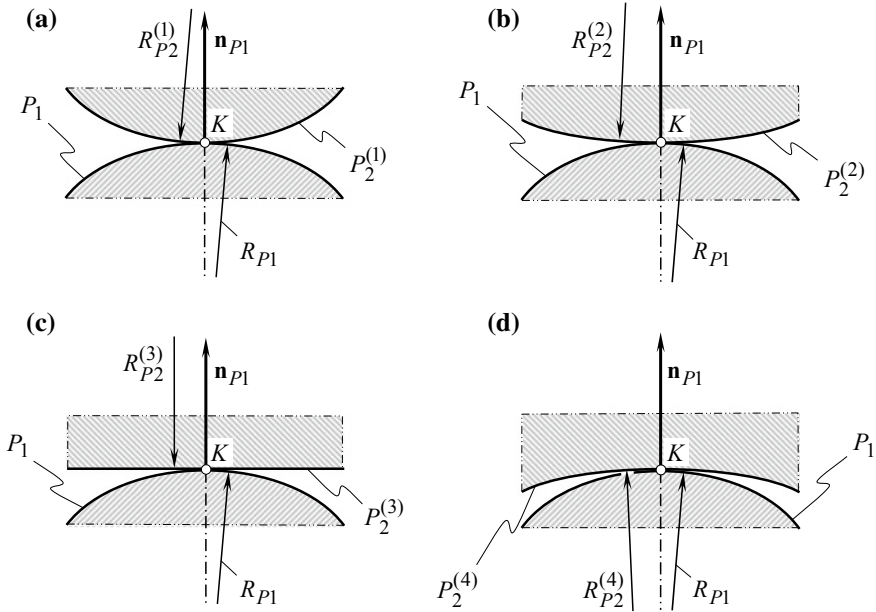 (a)
R_{P2}^{(1)}
n_{P1}
P_1
K
P_2^{(1)}
R_{P1}
(b)
R_{P2}^{(2)}
n_{P1}
P_1
K
P_2^{(2)}
R_{P1}
(c)
R_{P2}^{(3)}
n_{P1}
P_1
K
P_2^{(3)}
R_{P1}
(d)
n_{P1}
K
P_1
P_2^{(4)}
R_{P2}^{(4)}
R_{P1}